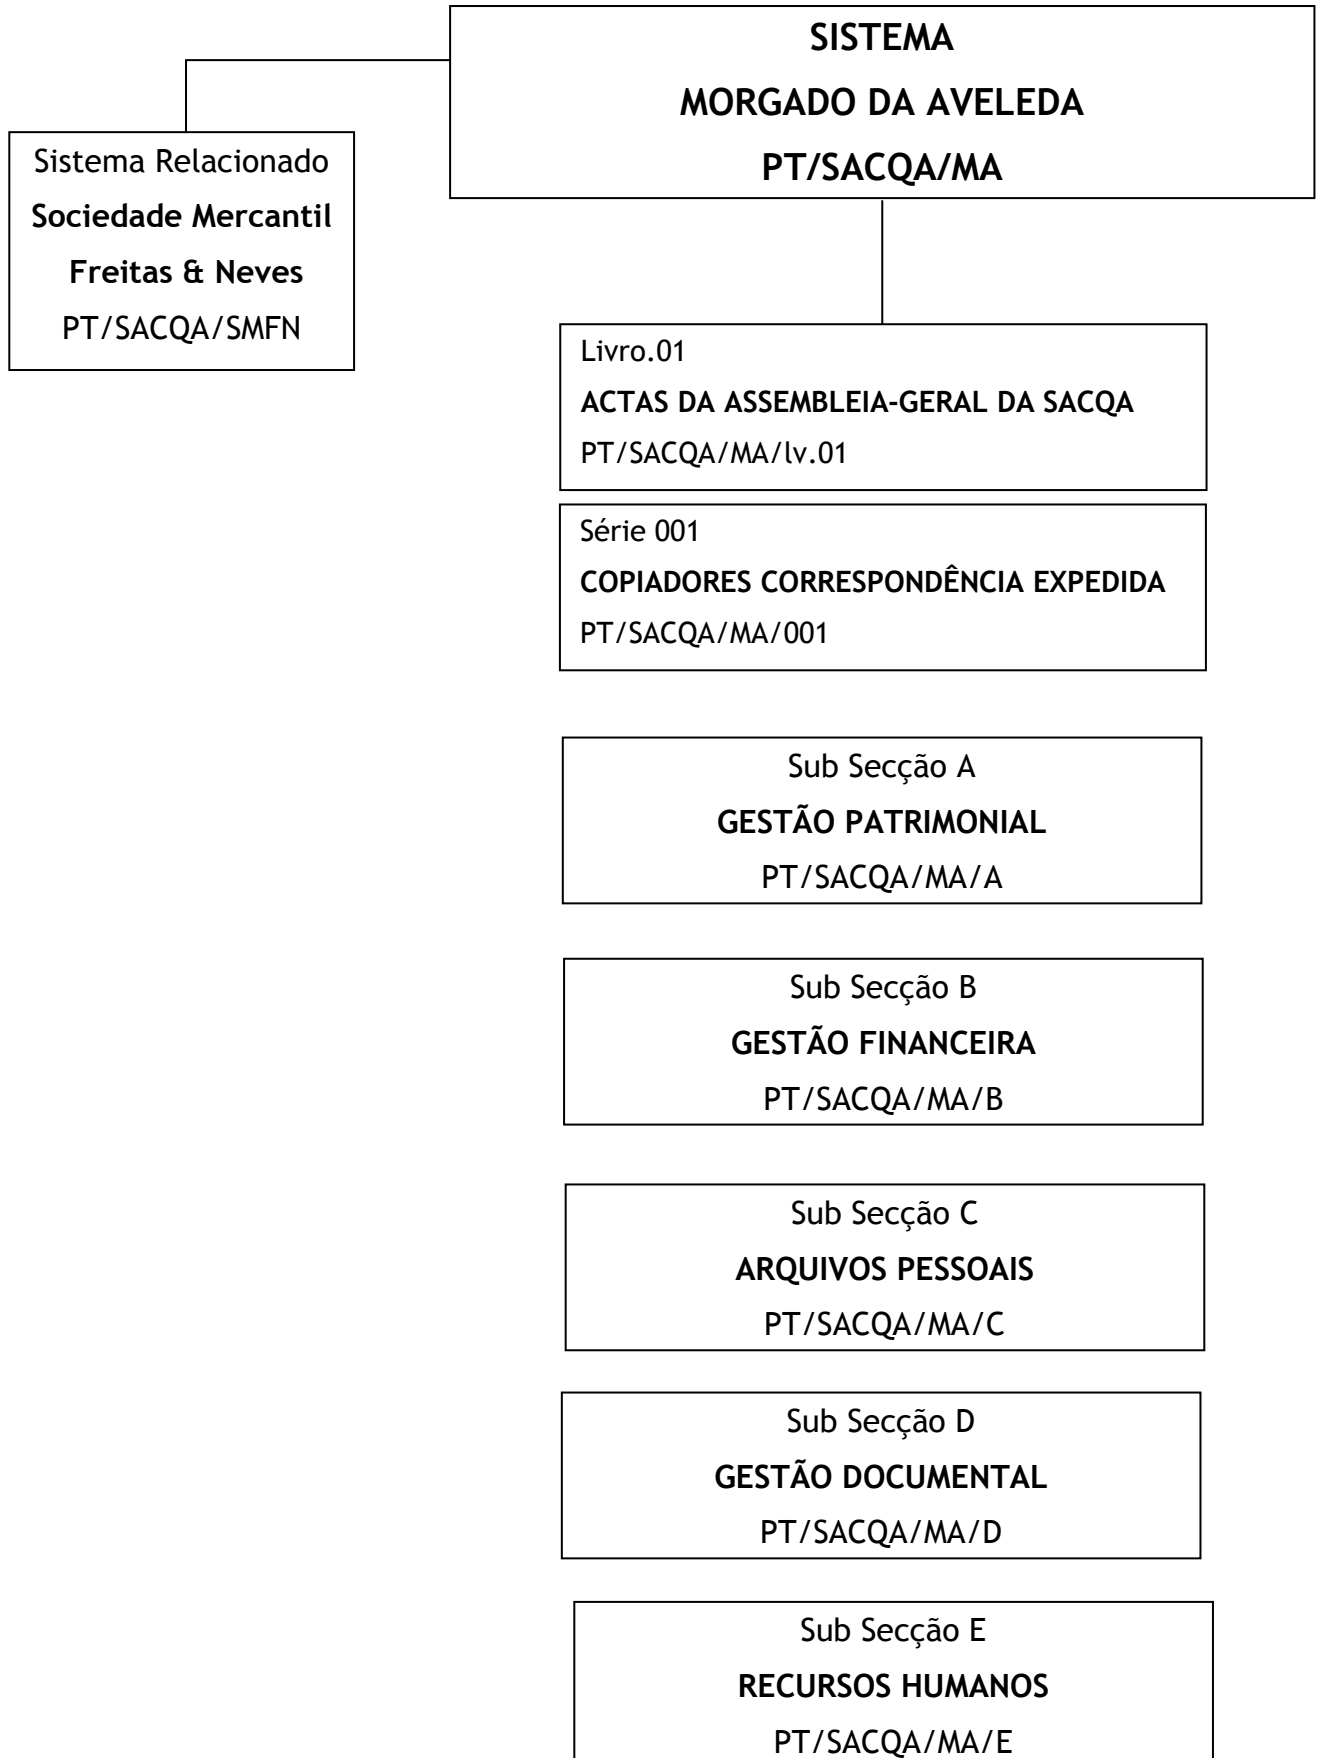 SISTEMA
MORGADO DA AVELEDA
PT/SACQA/MA
Sistema Relacionado
Sociedade Mercantil
Freitas & Neves
PT/SACQA/SMFN
Livro.01
ACTAS DA ASSEMBLEIA-GERAL DA SACQA
PT/SACQA/MA/lv.01
Série 001
COPIADORES CORRESPONDÊNCIA EXPEDIDA
PT/SACQA/MA/001
Sub Secção A
GESTÃO PATRIMONIAL
PT/SACQA/MA/A
Sub Secção B
GESTÃO FINANCEIRA
PT/SACQA/MA/B
Sub Secção C
ARQUIVOS PESSOAIS
PT/SACQA/MA/C
Sub Secção D
GESTÃO DOCUMENTAL
PT/SACQA/MA/D
Sub Secção E
RECURSOS HUMANOS
PT/SACQA/MA/E